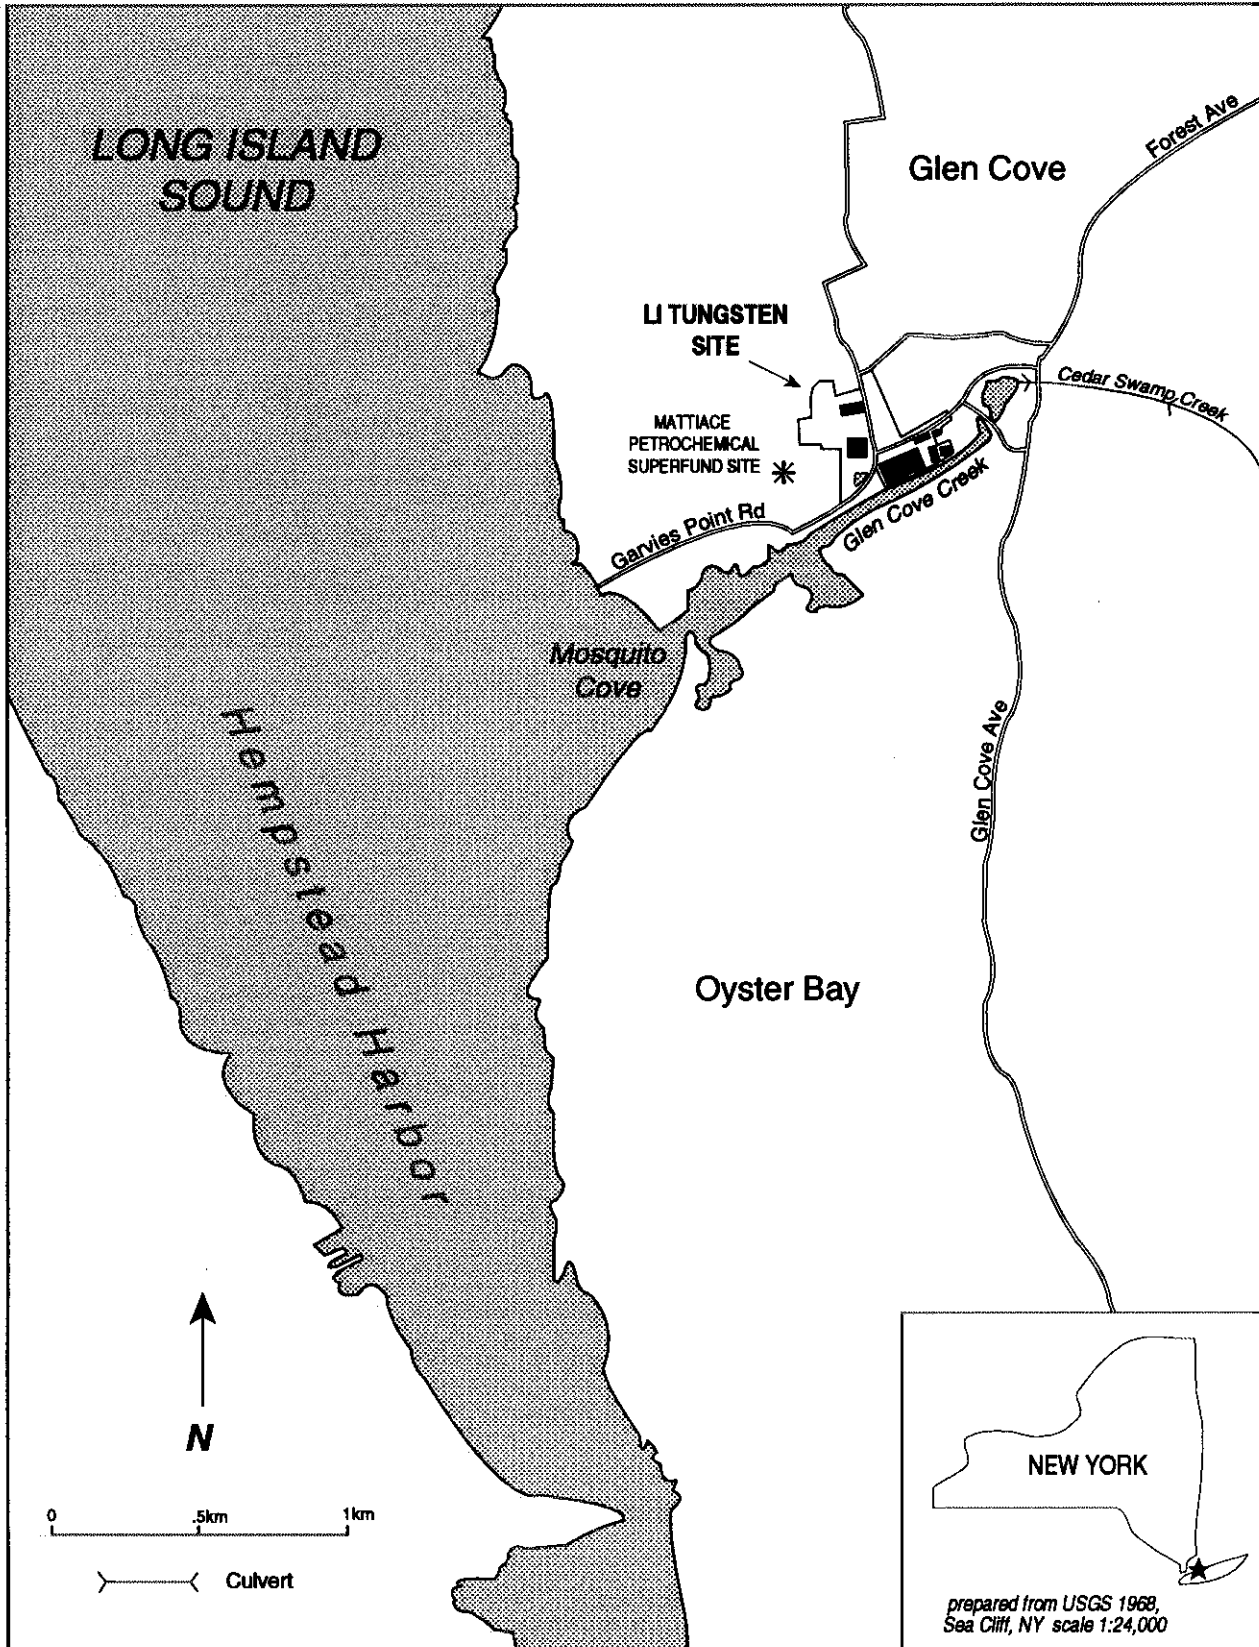 LONG ISLAND
SOUND
Glen Cove
Forest Ave
LI TUNGSTEN
SITE
Cedar Swamp Creek
MATTIACE
PETROCHEMICAL
SUPERFUND SITE
Garvies Point Rd
Glen Cove Creek
Mosquito
Cove
Hempstead Harbor
Glen Cove Ave
Oyster Bay
N
0 .5km 1km
Culvert
NEW YORK
prepared from USGS 1968,
Sea Cliff, NY scale 1:24,000